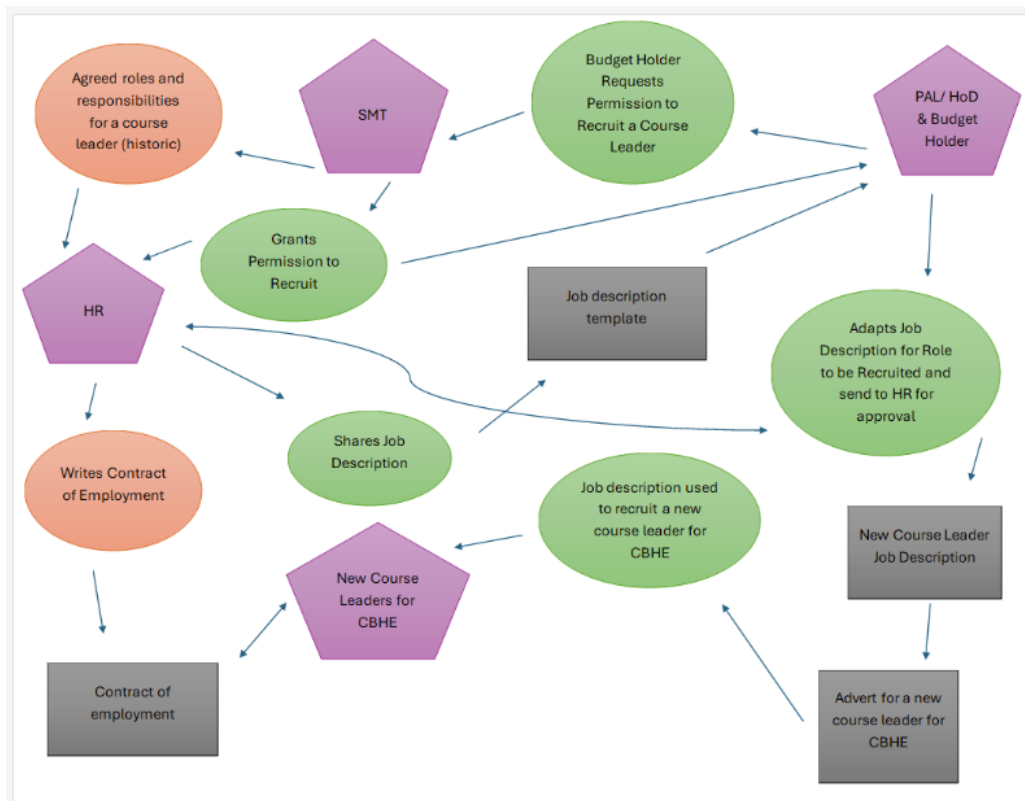 Agreed roles and
responsibilities
for a course
leader (historic)
SMT
Budget Holder
Requests
Permission to
Recruit a Course
Leader
PAL/ HoD
& Budget
Holder
HR
Grants
Permission to
Recruit
Job description
template
Adapts Job
Description for Role
to be Recruited and
send to HR for
approval
Writes Contract
of Employment
Shares Job
Description
Job description used
to recruit a new
course leader for
CBHE
New Course Leader
Job Description
New Course
Leaders for
CBHE
Contract of
employment
Advert for a new
course leader for
CBHE